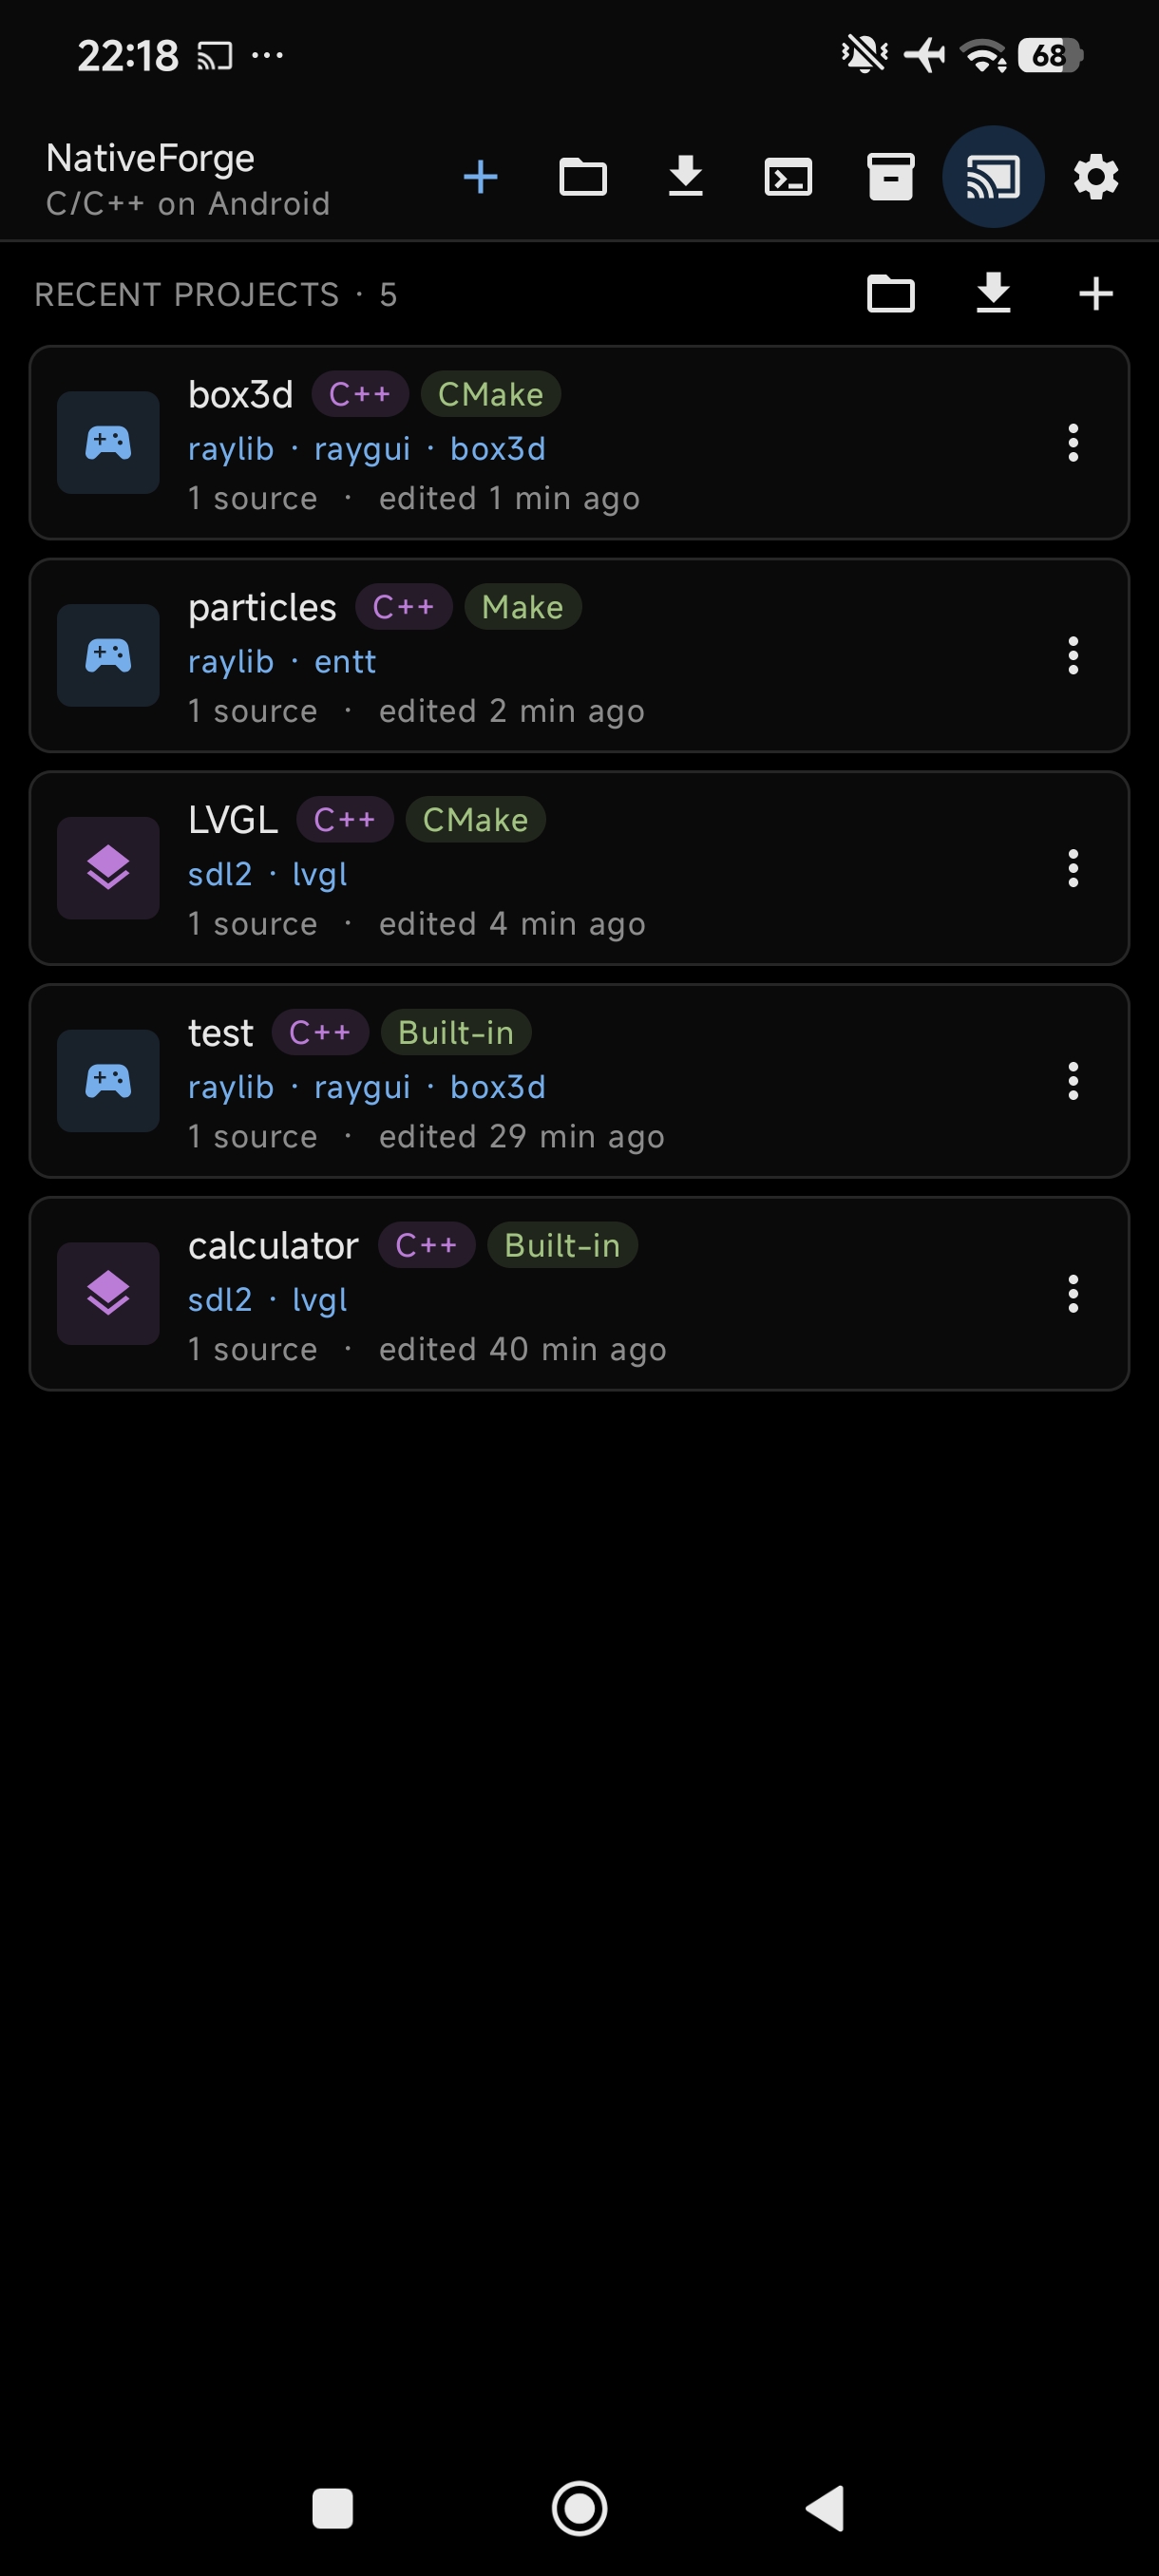 22:18
68
NativeForge
C/C++ on Android
RECENT PROJECTS · 5
box3d C++ CMake
raylib · raygui · box3d
1 source · edited 1 min ago
particles C++ Make
raylib · entt
1 source · edited 2 min ago
LVGL C++ CMake
sdl2 · lvgl
1 source · edited 4 min ago
test C++ Built-in
raylib · raygui · box3d
1 source · edited 29 min ago
calculator C++ Built-in
sdl2 · lvgl
1 source · edited 40 min ago